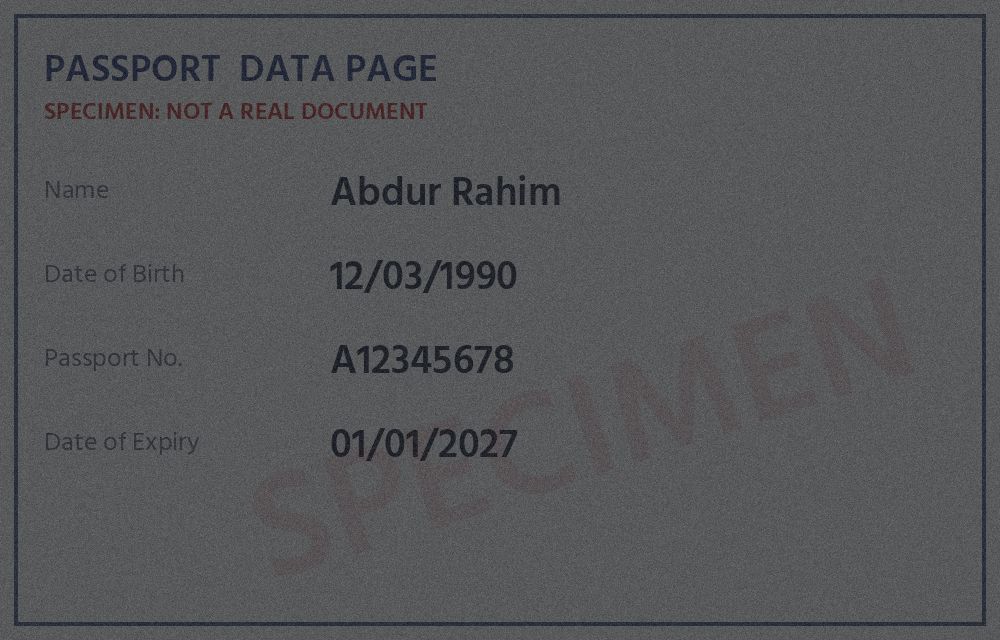 PASSPORT DATA PAGE
SPECIMEN: NOT A REAL DOCUMENT
Name Abdur Rahim
Date of Birth 12/03/1990
Passport No. A12345678
Date of Expiry 01/01/2027
SPECIMEN